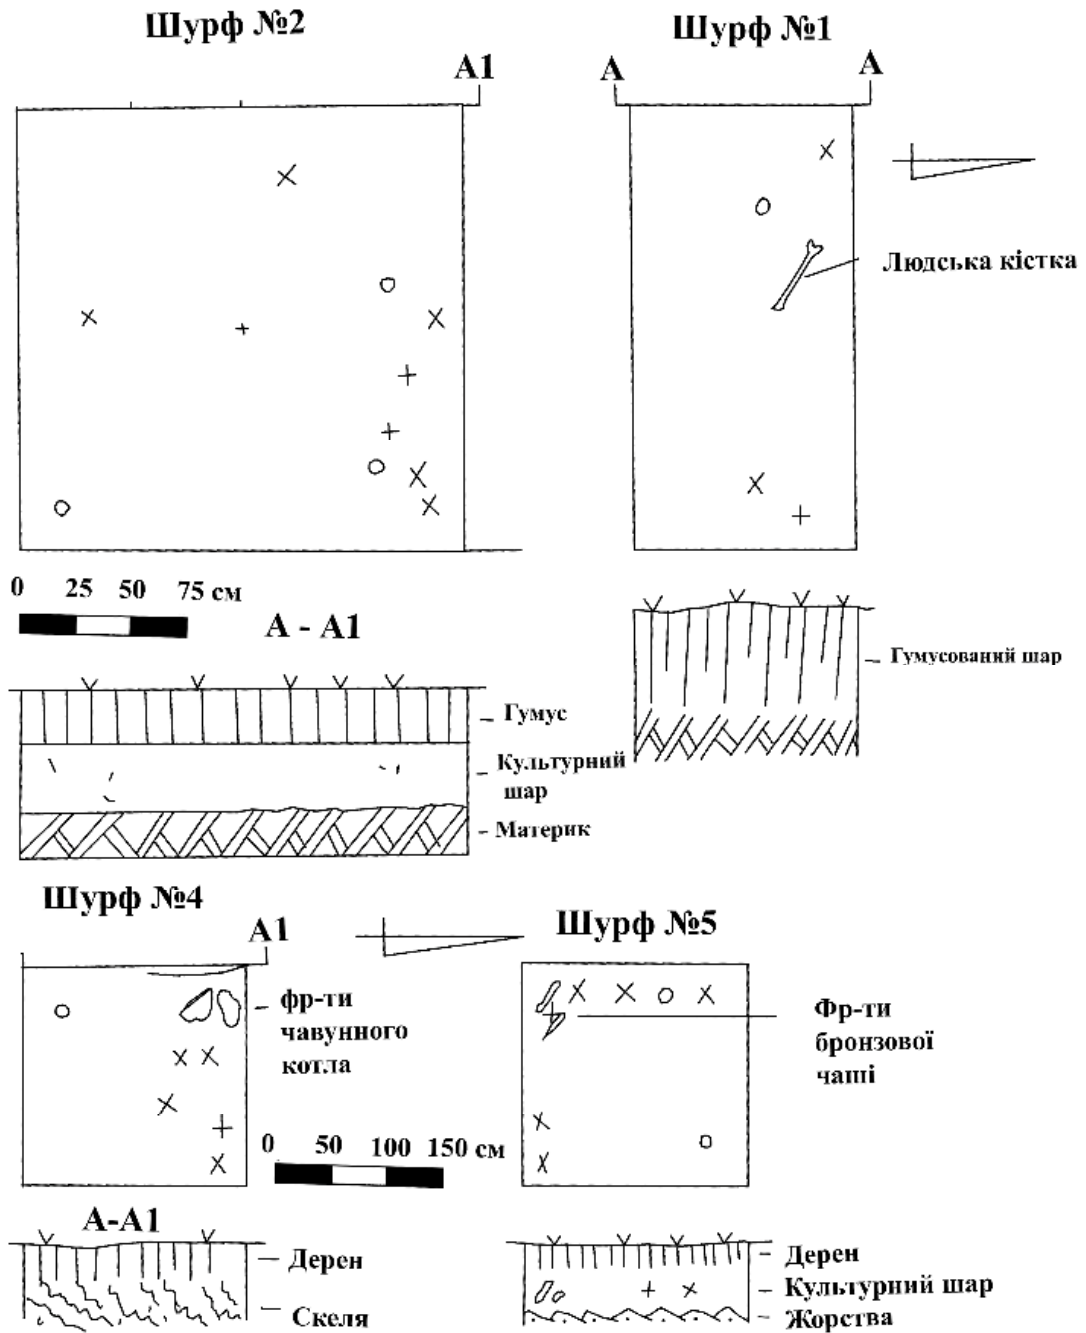 Шурф №2
Шурф №1
А1
А
А
Людська кістка
0 25 50 75 см
А - А1
Гумусований шар
Гумус
Культурний
шар
Материк
Шурф №4
А1
Шурф №5
фр-ти
чавунного
котла
Фр-ти
бронзової
чаші
0 50 100 150 см
А-А1
Дерен
Скеля
Дерен
Культурний шар
Жорства